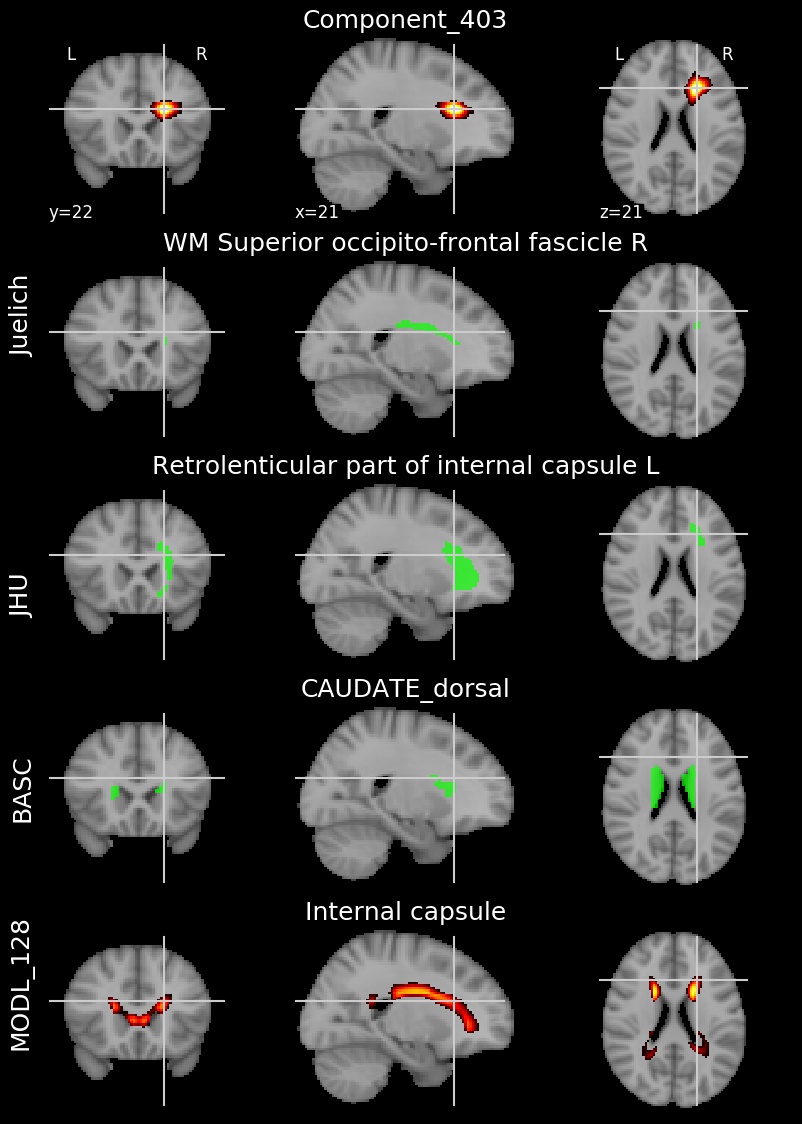 Component_403
L R L R
y=22 x=21 z=21
WM Superior occipito-frontal fascicle R
Juelich
Retrolenticular part of internal capsule L
JHU
CAUDATE_dorsal
BASC
Internal capsule
MODL_128